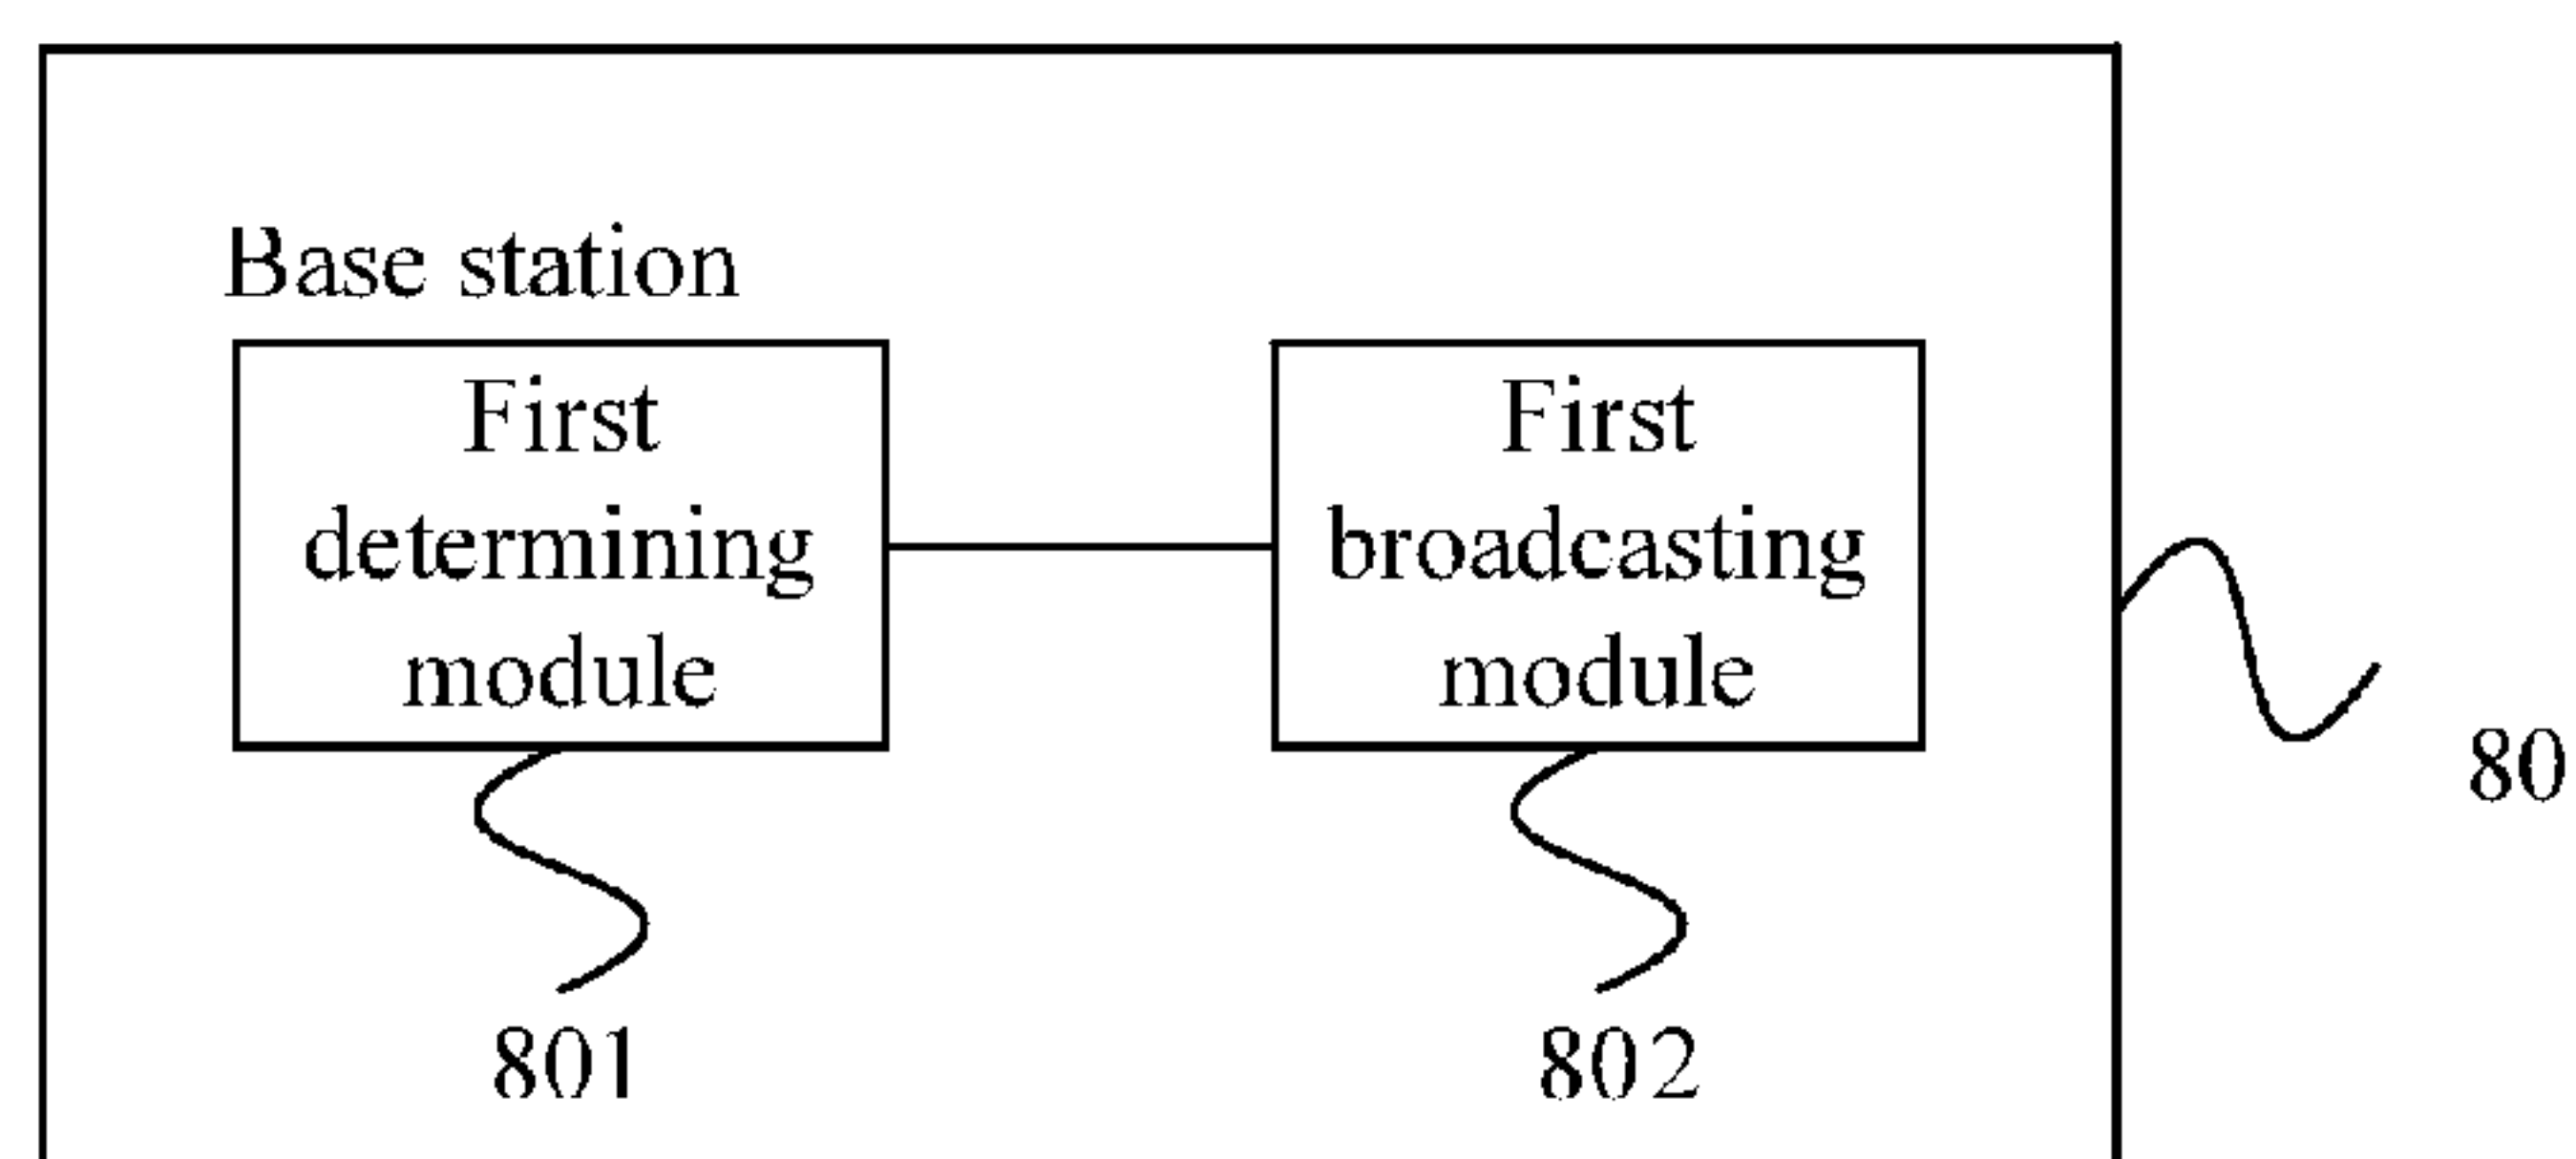 Base station
First
determining
module
First
broadcasting
module
80
801
802